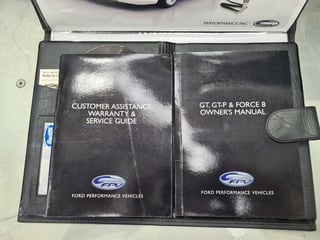 PERFORMANCE INC
FPV
CUSTOMER ASSISTANCE
WARRANTY &
SERVICE GUIDE
FPV
FORD PERFORMANCE VEHICLES
GT, GT-P & FORCE 8
OWNER'S MANUAL
FPV
FORD PERFORMANCE VEHICLES